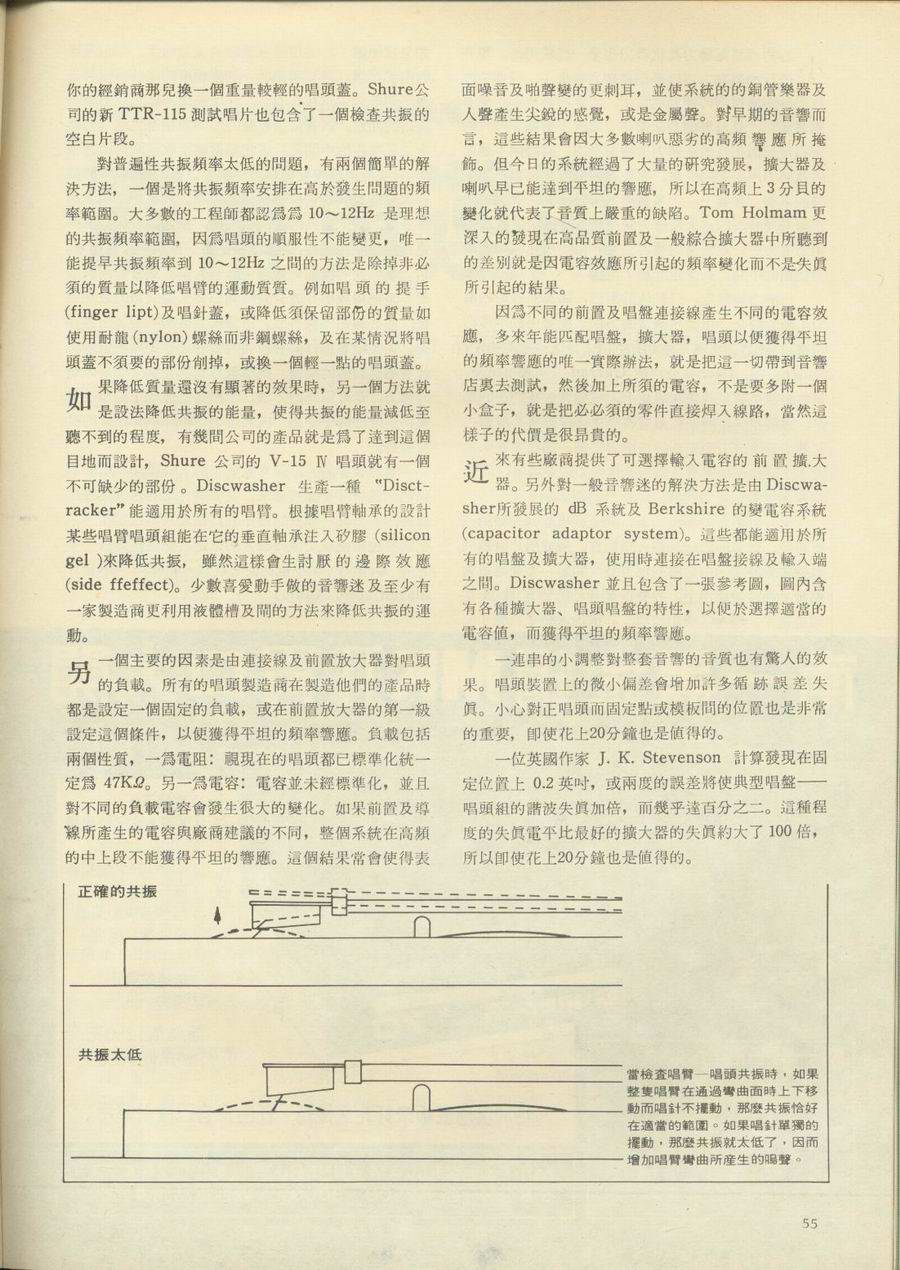 你的經銷商那兒換一個重量較輕的唱頭蓋。Shure公
司的新 TTR-115 測試唱片也包含了一個檢查共振的
空白片段。
對普遍性共振頻率太低的問題，有兩個簡單的解
決方法，一個是將共振頻率安排在高於發生問題的頻
率範圍。大多數的工程師都認爲爲 10～12Hz 是理想
的共振頻率範圍，因爲唱頭的順服性不能變更，唯一
能提早共振頻率到 10～12Hz 之間的方法是除掉非必
須的質量以降低唱臂的運動質質。例如唱頭的提手
(finger lipt)及唱針蓋，或降低須保留部份的質量如
使用耐龍(nylon)螺絲而非鋼螺絲，及在某情況將唱
頭蓋不須要的部份削掉，或換一個輕一點的唱頭蓋。
如果降低質量還沒有顯著的效果時，另一個方法就
是設法降低共振的能量，使得共振的能量減低至
聽不到的程度，有幾間公司的產品就是爲了達到這個
目地而設計，Shure 公司的 V-15 Ⅳ 唱頭就有一個
不可缺少的部份。Discwasher 生產一種 “Disct-
racker”能適用於所有的唱臂。根據唱臂軸承的設計
某些唱臂唱頭組能在它的垂直軸承注入矽膠 (silicon
gel )來降低共振，雖然這樣會生討厭的邊際效應
(side ffeffect)。少數喜愛動手做的音響迷及至少有
一家製造商更利用液體槽及閘的方法來降低共振的運
動。
另一個主要的因素是由連接線及前置放大器對唱頭
的負載。所有的唱頭製造商在製造他們的產品時
都是設定一個固定的負載，或在前置放大器的第一級
設定這個條件，以便獲得平坦的頻率響應。負載包括
兩個性質，一爲電阻：視現在的唱頭都已標準化統一
定爲 47KΩ。另一爲電容：電容並未經標準化，並且
對不同的負載電容會發生很大的變化。如果前置及導
線所產生的電容與廠商建議的不同，整個系統在高頻
的中上段不能獲得平坦的響應。這個結果常會使得表
面噪音及啪聲變的更刺耳，並使系統的的銅管樂器及
人聲產生尖銳的感覺，或是金屬聲。對早期的音響而
言，這些結果會因大多數喇叭惡劣的高頻響應所掩
飾。但今日的系統經過了大量的研究發展，擴大器及
喇叭早已能達到平坦的響應，所以在高頻上 3 分貝的
變化就代表了音質上嚴重的缺陷。Tom Holmam 更
深入的發現在高品質前置及一般綜合擴大器中所聽到
的差別就是因電容效應所引起的頻率變化而不是失眞
所引起的結果。
因爲不同的前置及唱盤連接線產生不同的電容效
應，多來年能匹配唱盤，擴大器，唱頭以便獲得平坦
的頻率響應的唯一實際辦法，就是把這一切帶到音響
店裏去測試，然後加上所須的電容，不是要多附一個
小盒子，就是把必必須的零件直接焊入線路，當然這
樣子的代價是很昂貴的。
近來有些廠商提供了可選擇輸入電容的前置擴大
器。另外對一般音響迷的解決方法是由 Discwa-
sher所發展的 dB 系統及 Berkshire 的變電容系統
(capacitor adaptor system)。這些都能適用於所
有的唱盤及擴大器，使用時連接在唱盤接線及輸入端
之間。Discwasher 並且包含了一張參考圖，圖內含
有各種擴大器、唱頭唱盤的特性，以便於選擇適當的
電容値，而獲得平坦的頻率響應。
一連串的小調整對整套音響的音質也有驚人的效
果。唱頭裝置上的微小偏差會增加許多循跡誤差失
眞。小心對正唱頭而固定點或模板間的位置也是非常
的重要，卽使花上20分鐘也是値得的。
一位英國作家 J. K. Stevenson 計算發現在固
定位置上 0.2 英吋，或兩度的誤差將使典型唱盤──
唱頭組的諧波失眞加倍，而幾乎達百分之二。這種程
度的失眞電平比最好的擴大器的失眞約大了 100 倍，
所以卽使花上20分鐘也是値得的。
正確的共振
共振太低
當檢查唱臂─唱頭共振時，如果
整隻唱臂在通過彎曲面時上下移
動而唱針不擺動，那麼共振恰好
在適當的範圍。如果唱針單獨的
擺動，那麼共振就太低了，因而
增加唱臂彎曲所產生的嗚聲。
55